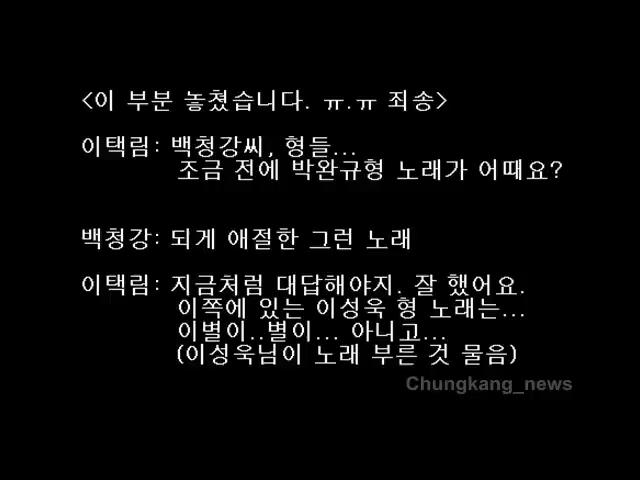 <이 부분 놓쳤습니다. ㅠ.ㅠ 죄송>
이택림: 백청강씨, 형들...
조금 전에 박완규형 노래가 어때요?
백청강: 되게 애절한 그런 노래
이택림: 지금처럼 대답해야지. 잘 했어요.
이쪽에 있는 이성욱 형 노래는...
이별이..별이... 아니고...
(이성욱님이 노래 부른 것 물음)
Chungkang_news